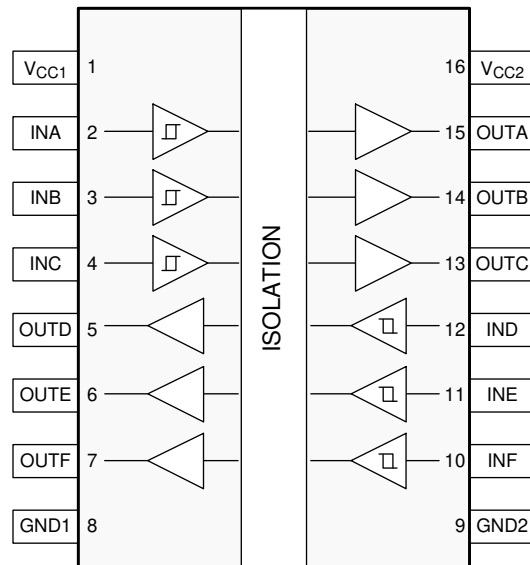 VCC1 1 16 VCC2
INA 2 15 OUTA
INB 3 14 OUTB
INC 4 13 OUTC
OUTD 5 12 IND
OUTE 6 11 INE
OUTF 7 10 INF
GND1 8 9 GND2
ISOLATION